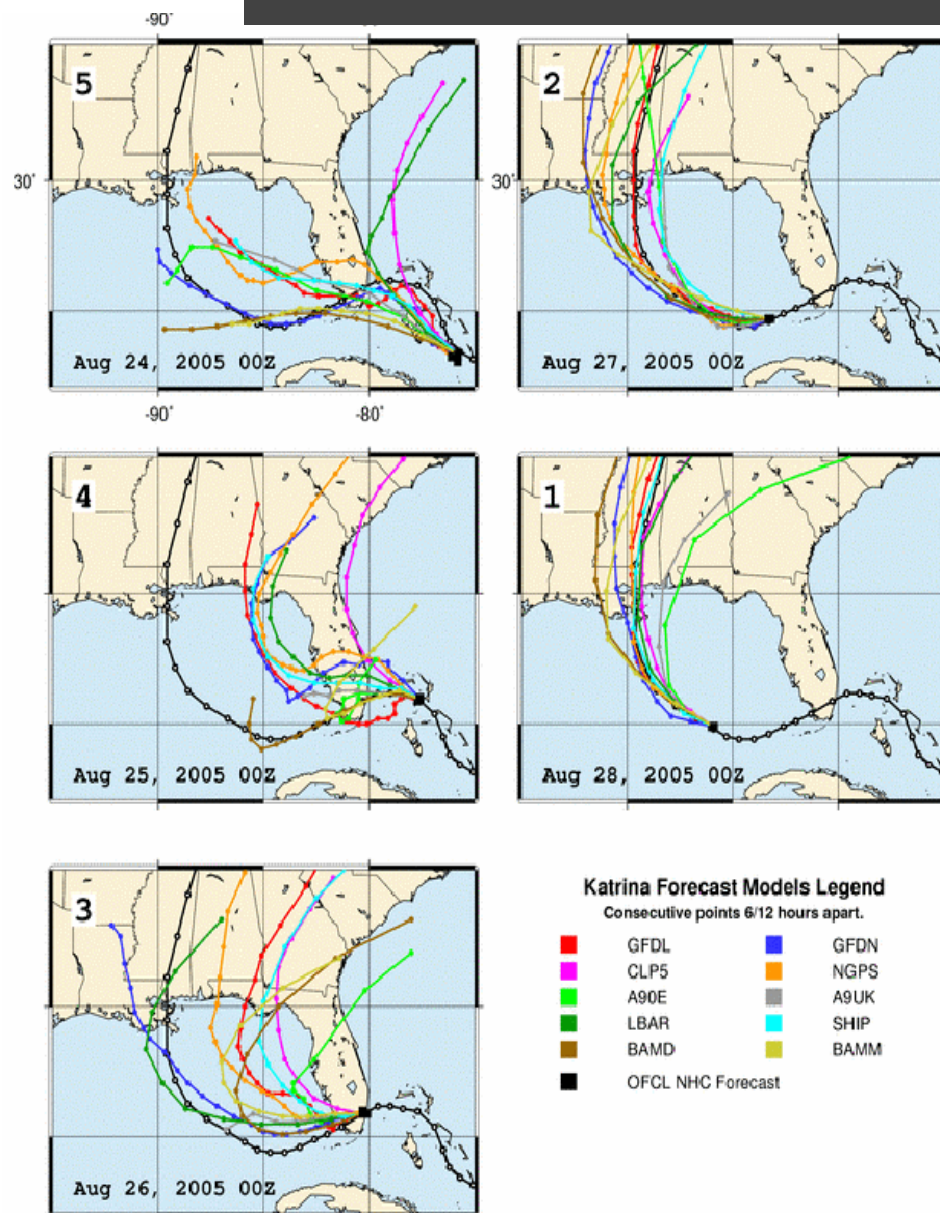 -90°
5
2
30°
30°
Aug 24, 2005 00Z
Aug 27, 2005 00Z
-90°
-80°
4
1
Aug 25, 2005 00Z
Aug 28, 2005 00Z
3
Aug 26, 2005 00Z
Katrina Forecast Models Legend
Consecutive points 6/12 hours apart.
GFDL
GFDN
CLP5
NGPS
A90E
A9UK
LBAR
SHIP
BAMD
BAMM
OFCL NHC Forecast